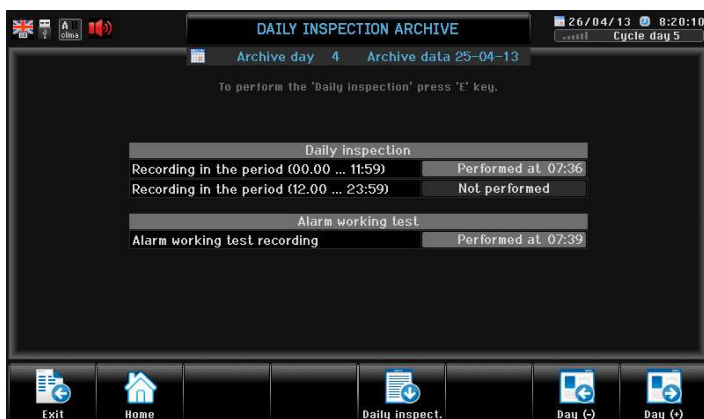 A
clima
DAILY INSPECTION ARCHIVE
26/04/13 8:20:10
Cycle day 5
Archive day 4 Archive data 25-04-13
To perform the 'Daily inspection' press 'E' key.
Daily inspection
Recording in the period (00.00 ... 11:59) Performed at 07:36
Recording in the period (12.00 ... 23:59) Not performed
Alarm working test
Alarm working test recording Performed at 07:39
Exit Home Daily inspect. Day (-) Day (+)